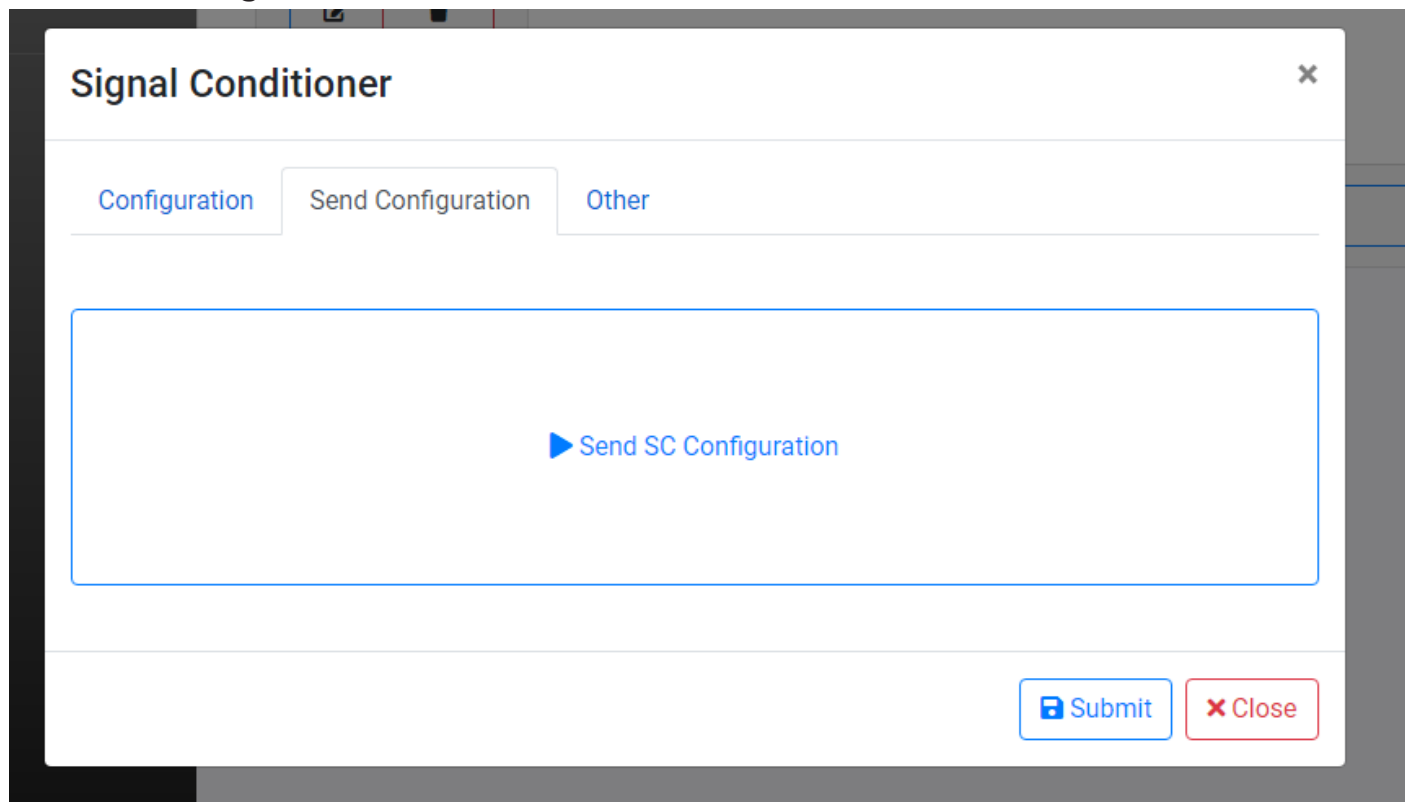 Signal Conditioner
Configuration Send Configuration Other
Send SC Configuration
Submit Close